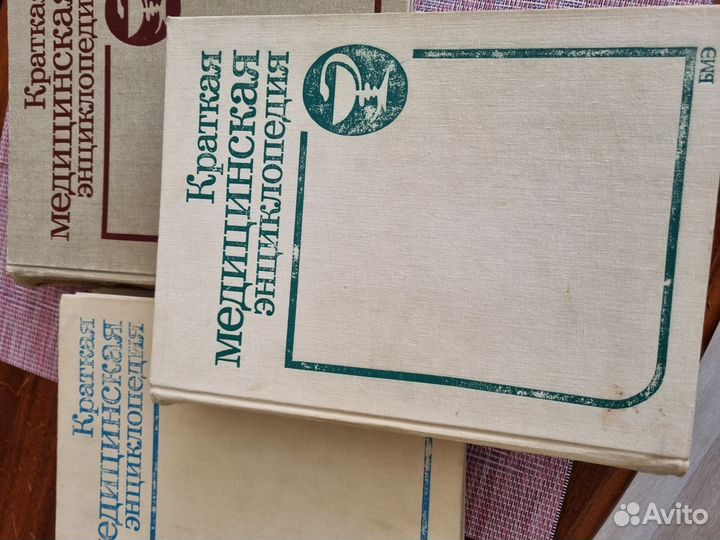 Краткая
медицинская
энциклопедия
Краткая
медицинская
энциклопедия
БМЭ
Краткая
медицинская
энциклопедия
Avito